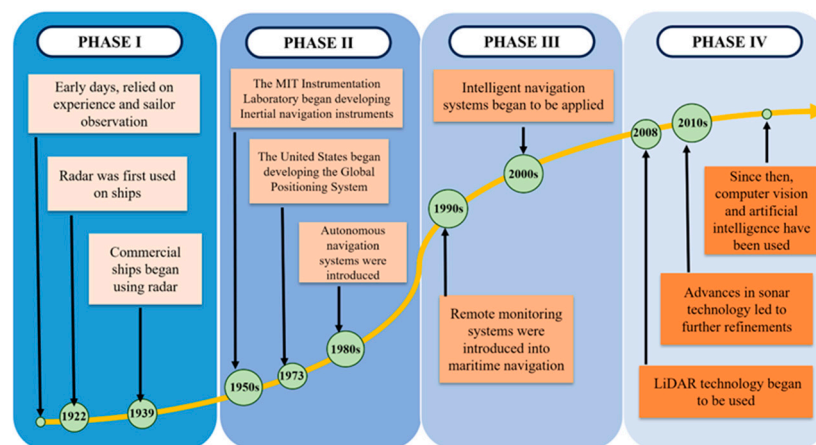 PHASE I
Early days, relied on
experience and sailor
observation
Radar was first used
on ships
Commercial
ships began
using radar
1922
1939
PHASE II
The MIT Instrumentation
Laboratory began developing
Inertial navigation instruments
The United States began
developing the Global
Positioning System
Autonomous
navigation
systems were
introduced
1950s
1973
1980s
PHASE III
Intelligent navigation
systems began to be applied
1990s
2000s
Remote monitoring
systems were
introduced into
maritime navigation
PHASE IV
2008
2010s
Since then,
computer vision
and artificial
intelligence have
been used
Advances in sonar
technology led to
further refinements
LiDAR technology began
to be used